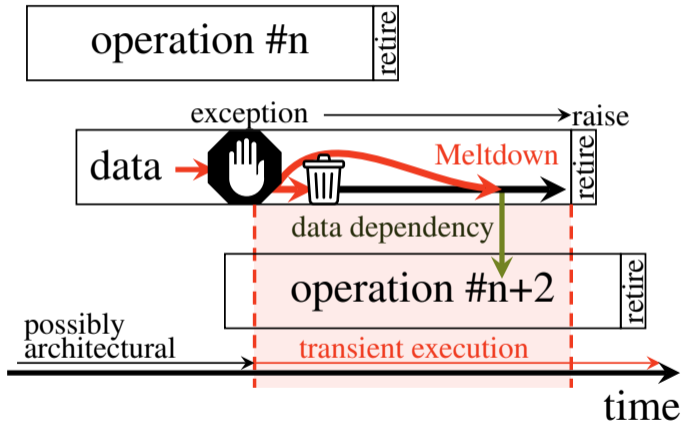 operation #n
retire
exception
raise
data
Meltdown
retire
data dependency
operation #n+2
retire
possibly
architectural
transient execution
time